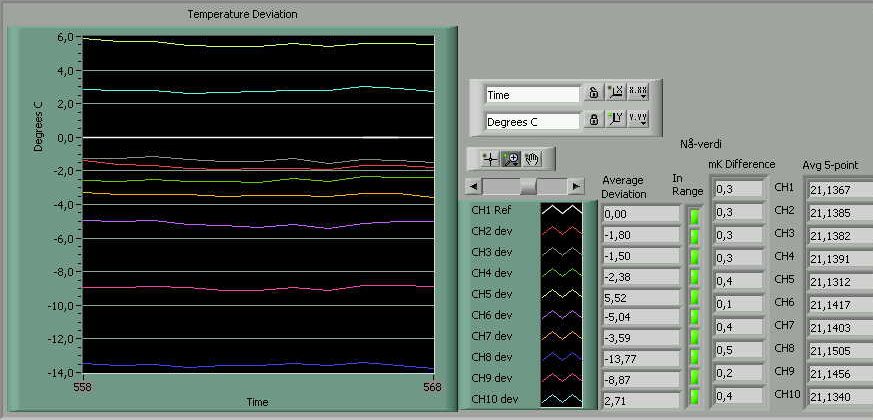 Temperature Deviation
6,0
4,0
2,0
0,0
-2,0
-4,0
-6,0
-8,0
-10,0
-12,0
-14,0
Degrees C
558
568
Time
Time
X.XX
Degrees C
Y.YY
Nå-verdi
Average Deviation
In Range
mK Difference
Avg 5-point
CH1 Ref
0,00
0,3
CH1
21,1367
CH2 dev
-1,80
0,3
CH2
21,1385
CH3 dev
-1,50
0,3
CH3
21,1382
CH4 dev
-2,38
0,3
CH4
21,1391
CH5 dev
5,52
0,4
CH5
21,1312
CH6 dev
-5,04
0,1
CH6
21,1417
CH7 dev
-3,59
0,4
CH7
21,1403
CH8 dev
-13,77
0,5
CH8
21,1505
CH9 dev
-8,87
0,2
CH9
21,1456
CH10 dev
2,71
0,4
CH10
21,1340